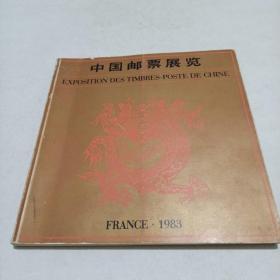 中国邮票展览
EXPOSITION DES TIMBRES-POSTE DE CHINE
FRANCE · 1983